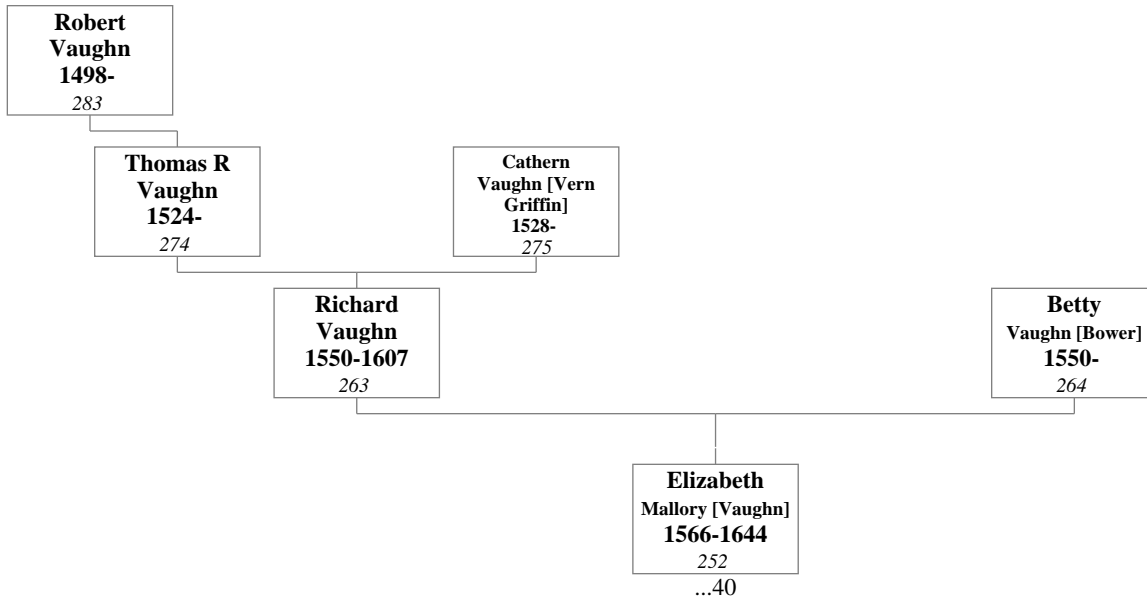 Robert
Vaughn
1498-
283
Thomas R
Vaughn
1524-
274
Cathern
Vaughn [Vern
Griffin]
1528-
275
Richard
Vaughn
1550-1607
263
Betty
Vaughn [Bower]
1550-
264
Elizabeth
Mallory [Vaughn]
1566-1644
252
...40